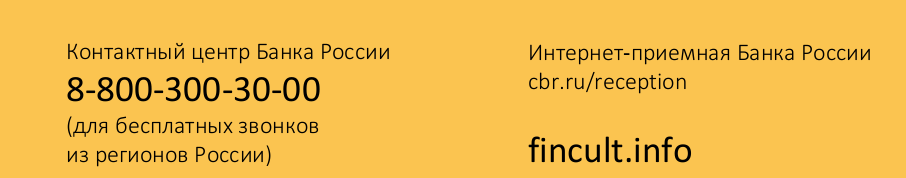 Контактный центр Банка России
8-800-300-30-00
(для бесплатных звонков
из регионов России)
Интернет-приемная Банка России
cbr.ru/reception
fincult.info